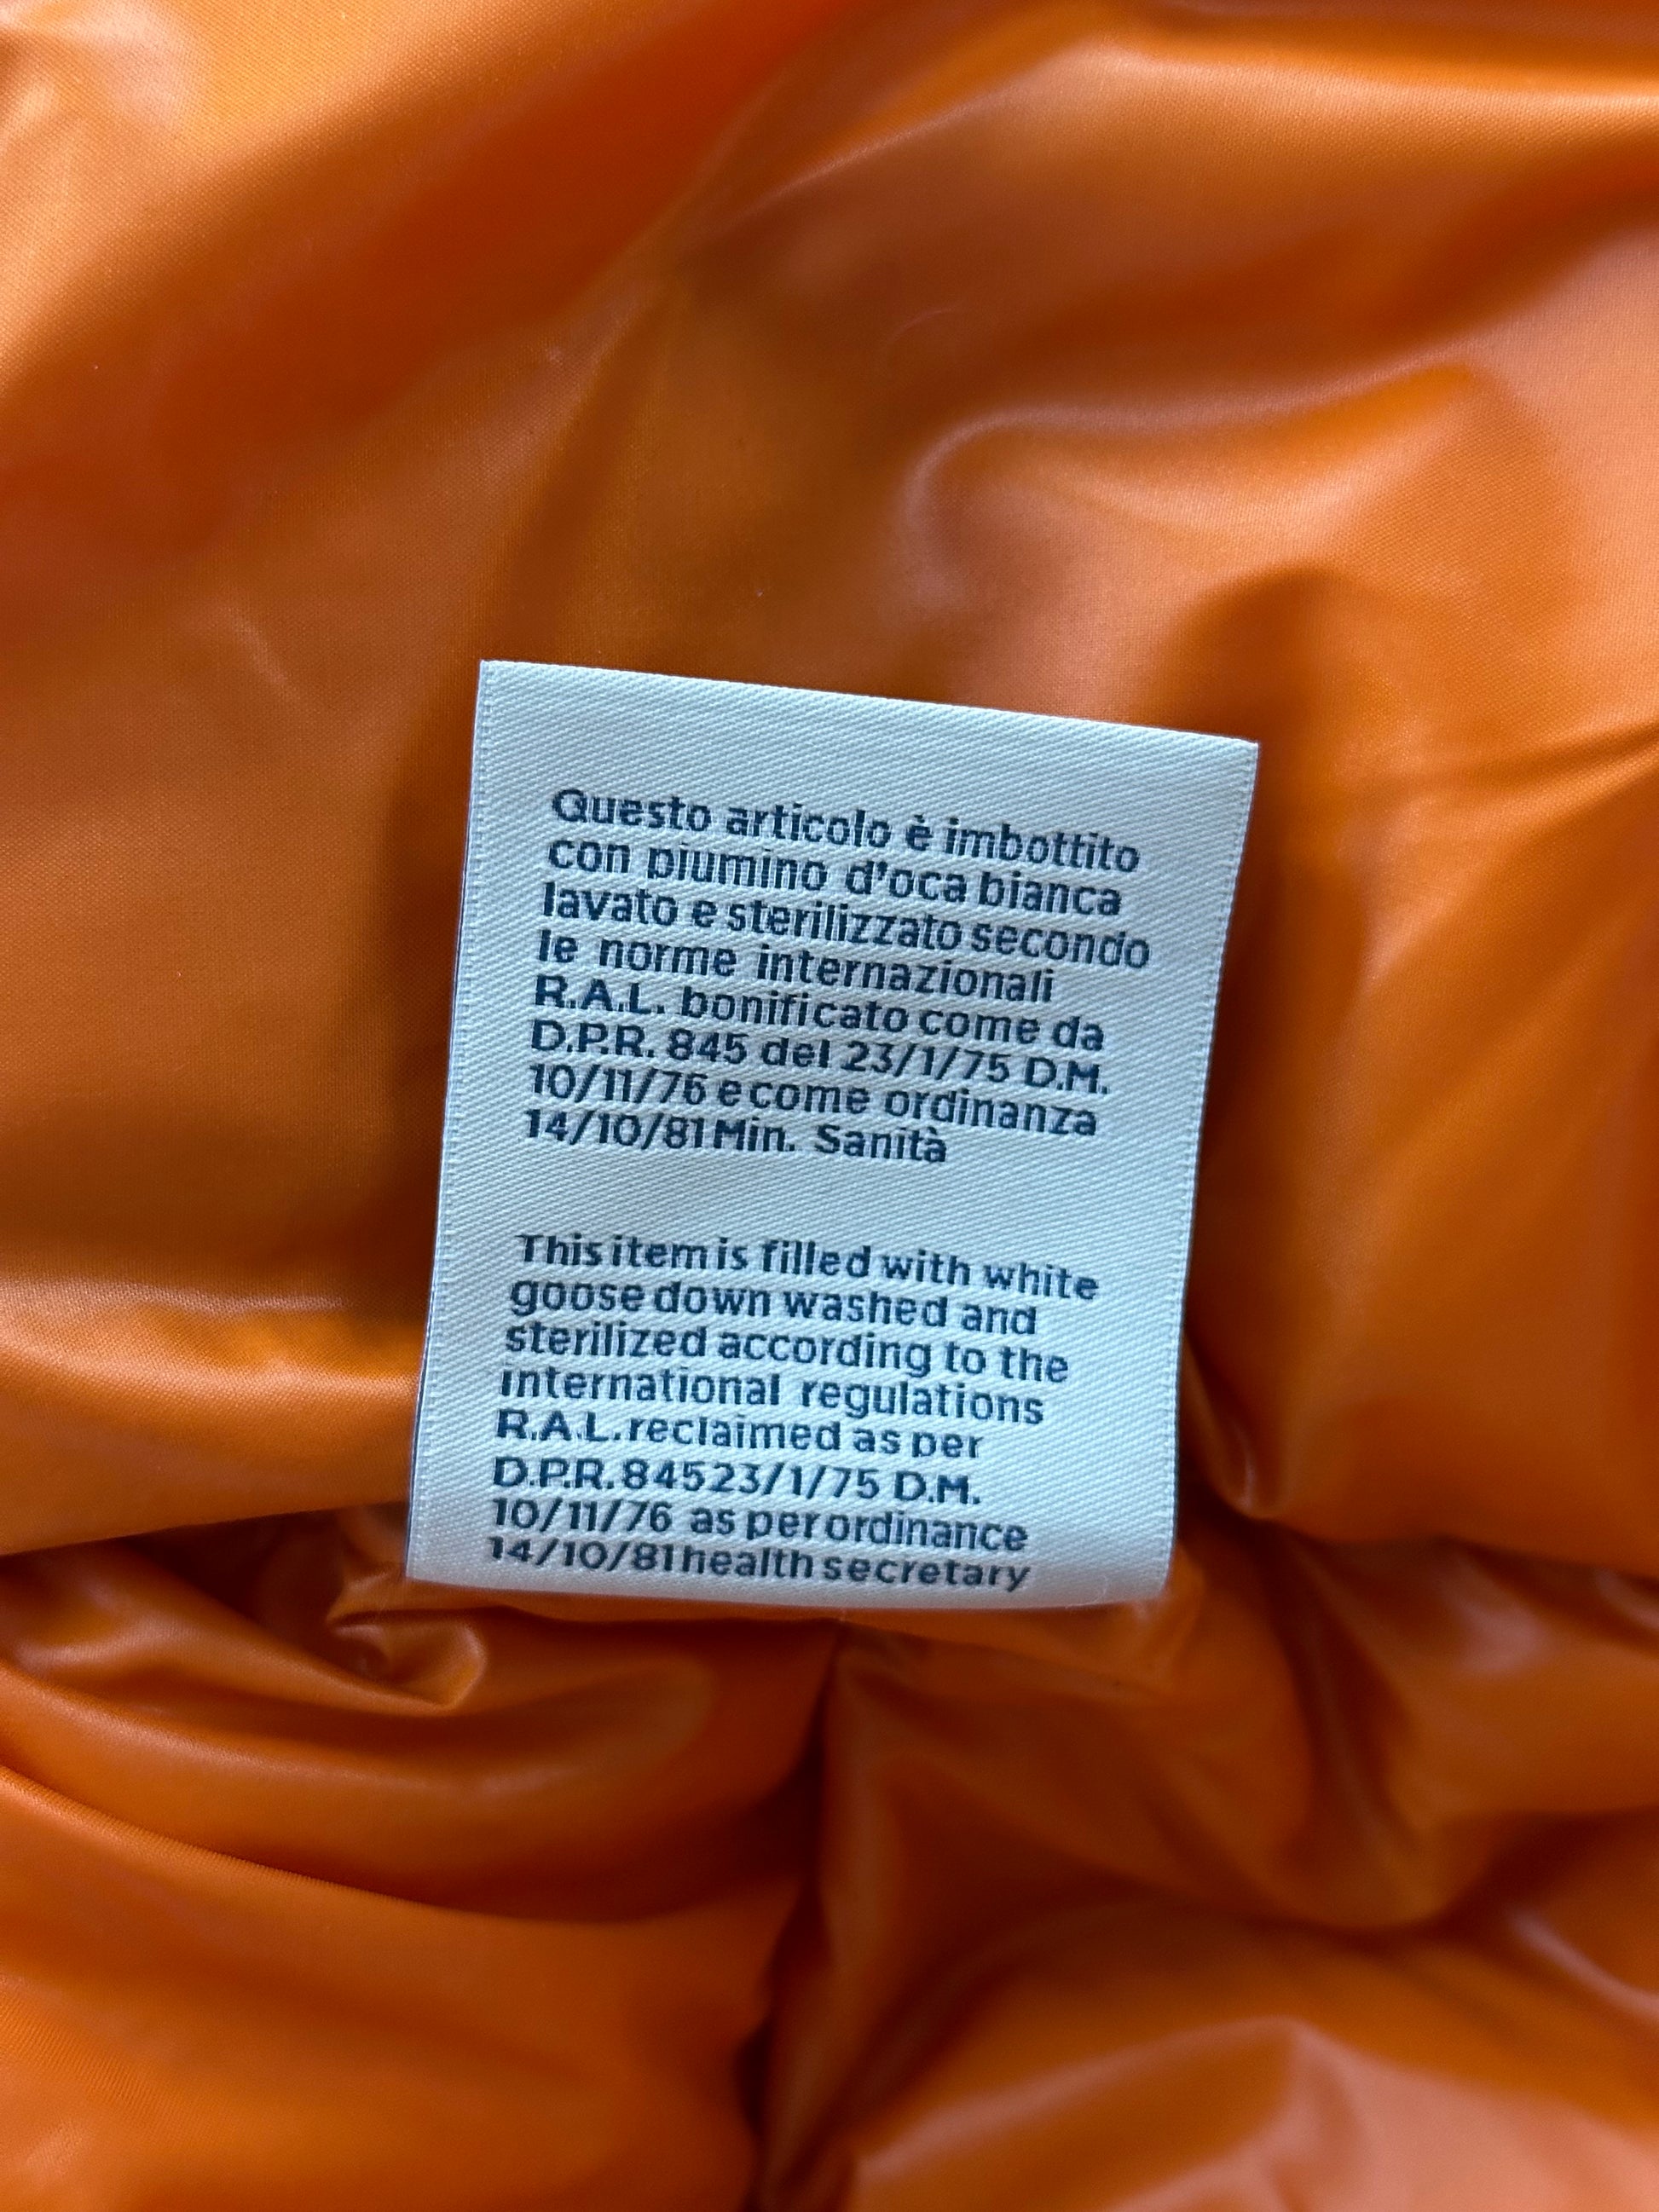 Questo articolo è imbottito
con piumino d'oca bianca
lavato e sterilizzato secondo
le norme internazionali
R.A.L. bonificato come da
D.P.R. 845 del 23/1/75 D.M.
10/11/76 e come ordinanza
14/10/81 Min. Sanità
This item is filled with white
goose down washed and
sterilized according to the
international regulations
R.A.L. reclaimed as per
D.P.R. 845 23/1/75 D.M.
10/11/76 as per ordinance
14/10/81 health secretary